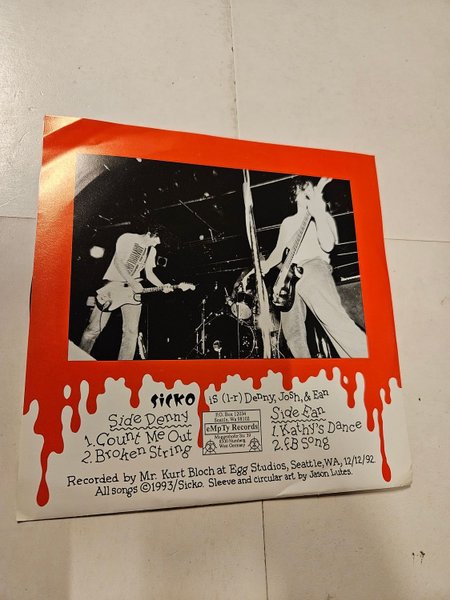 sicko is (l-r) Denny, Josh, & Ean
Side Denny
1. Count Me Out
2. Broken String
P.O. Box 12034
Seattle, WA 98102
eMpTy Records
Side Ean
1. Kathy's Dance
2. EB Song
Recorded by Mr. Kurt Bloch at Egg Studios, Seattle, WA, 12/12/92
All songs ©1993/Sicko. Sleeve and circular art by Jason Lutes.